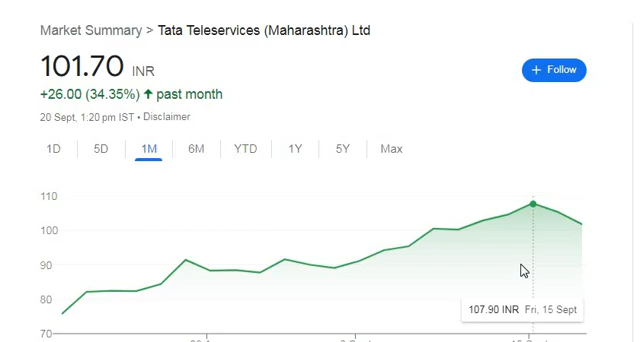 Market Summary > Tata Teleservices (Maharashtra) Ltd
101.70 INR
+ Follow
+26.00 (34.35%) ↑ past month
20 Sept, 1:20 pm IST • Disclaimer
1D 5D 1M 6M YTD 1Y 5Y Max
110
100
90
80
70
107.90 INR Fri, 15 Sept